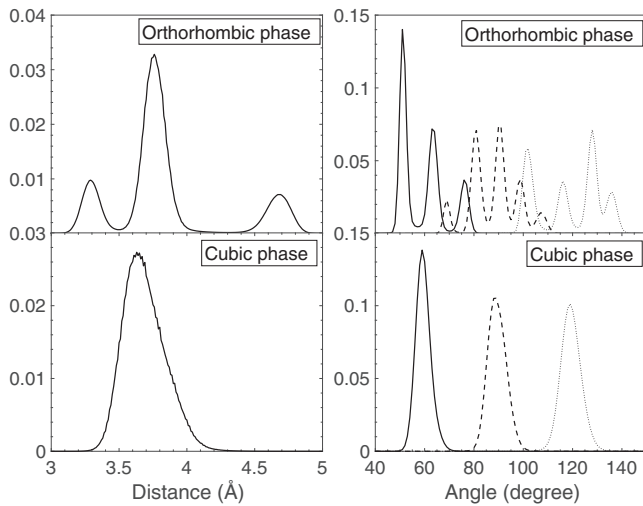 0.04
0.03
0.02
0.01
0.03
0.02
0.01
0
Orthorhombic phase
Cubic phase
3 3.5 4 4.5 5
Distance (Å)
0.15
0.1
0.05
0.15
0.1
0.05
0
Orthorhombic phase
Cubic phase
40 60 80 100 120 140
Angle (degree)